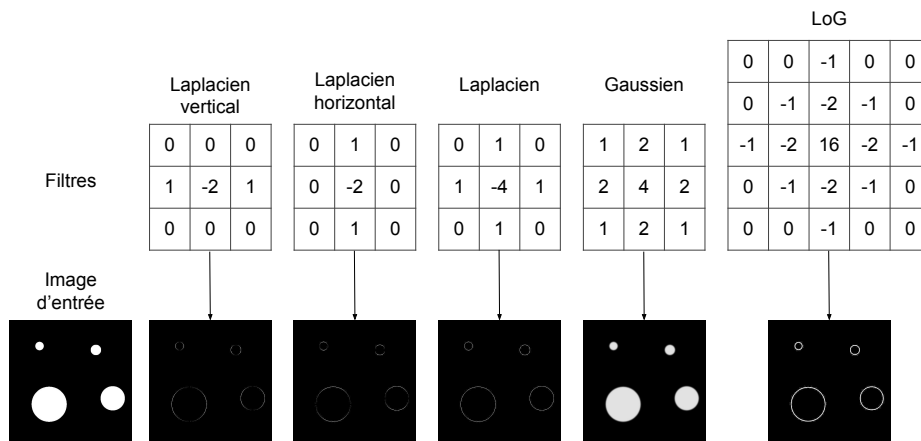 LoG
Laplacien
vertical
Laplacien
horizontal
Laplacien
Gaussien
Filtres
0 0 0
1 -2 1
0 0 0
0 1 0
0 -2 0
0 1 0
0 1 0
1 -4 1
0 1 0
1 2 1
2 4 2
1 2 1
0 0 -1 0 0
0 -1 -2 -1 0
-1 -2 16 -2 -1
0 -1 -2 -1 0
0 0 -1 0 0
Image
d'entrée